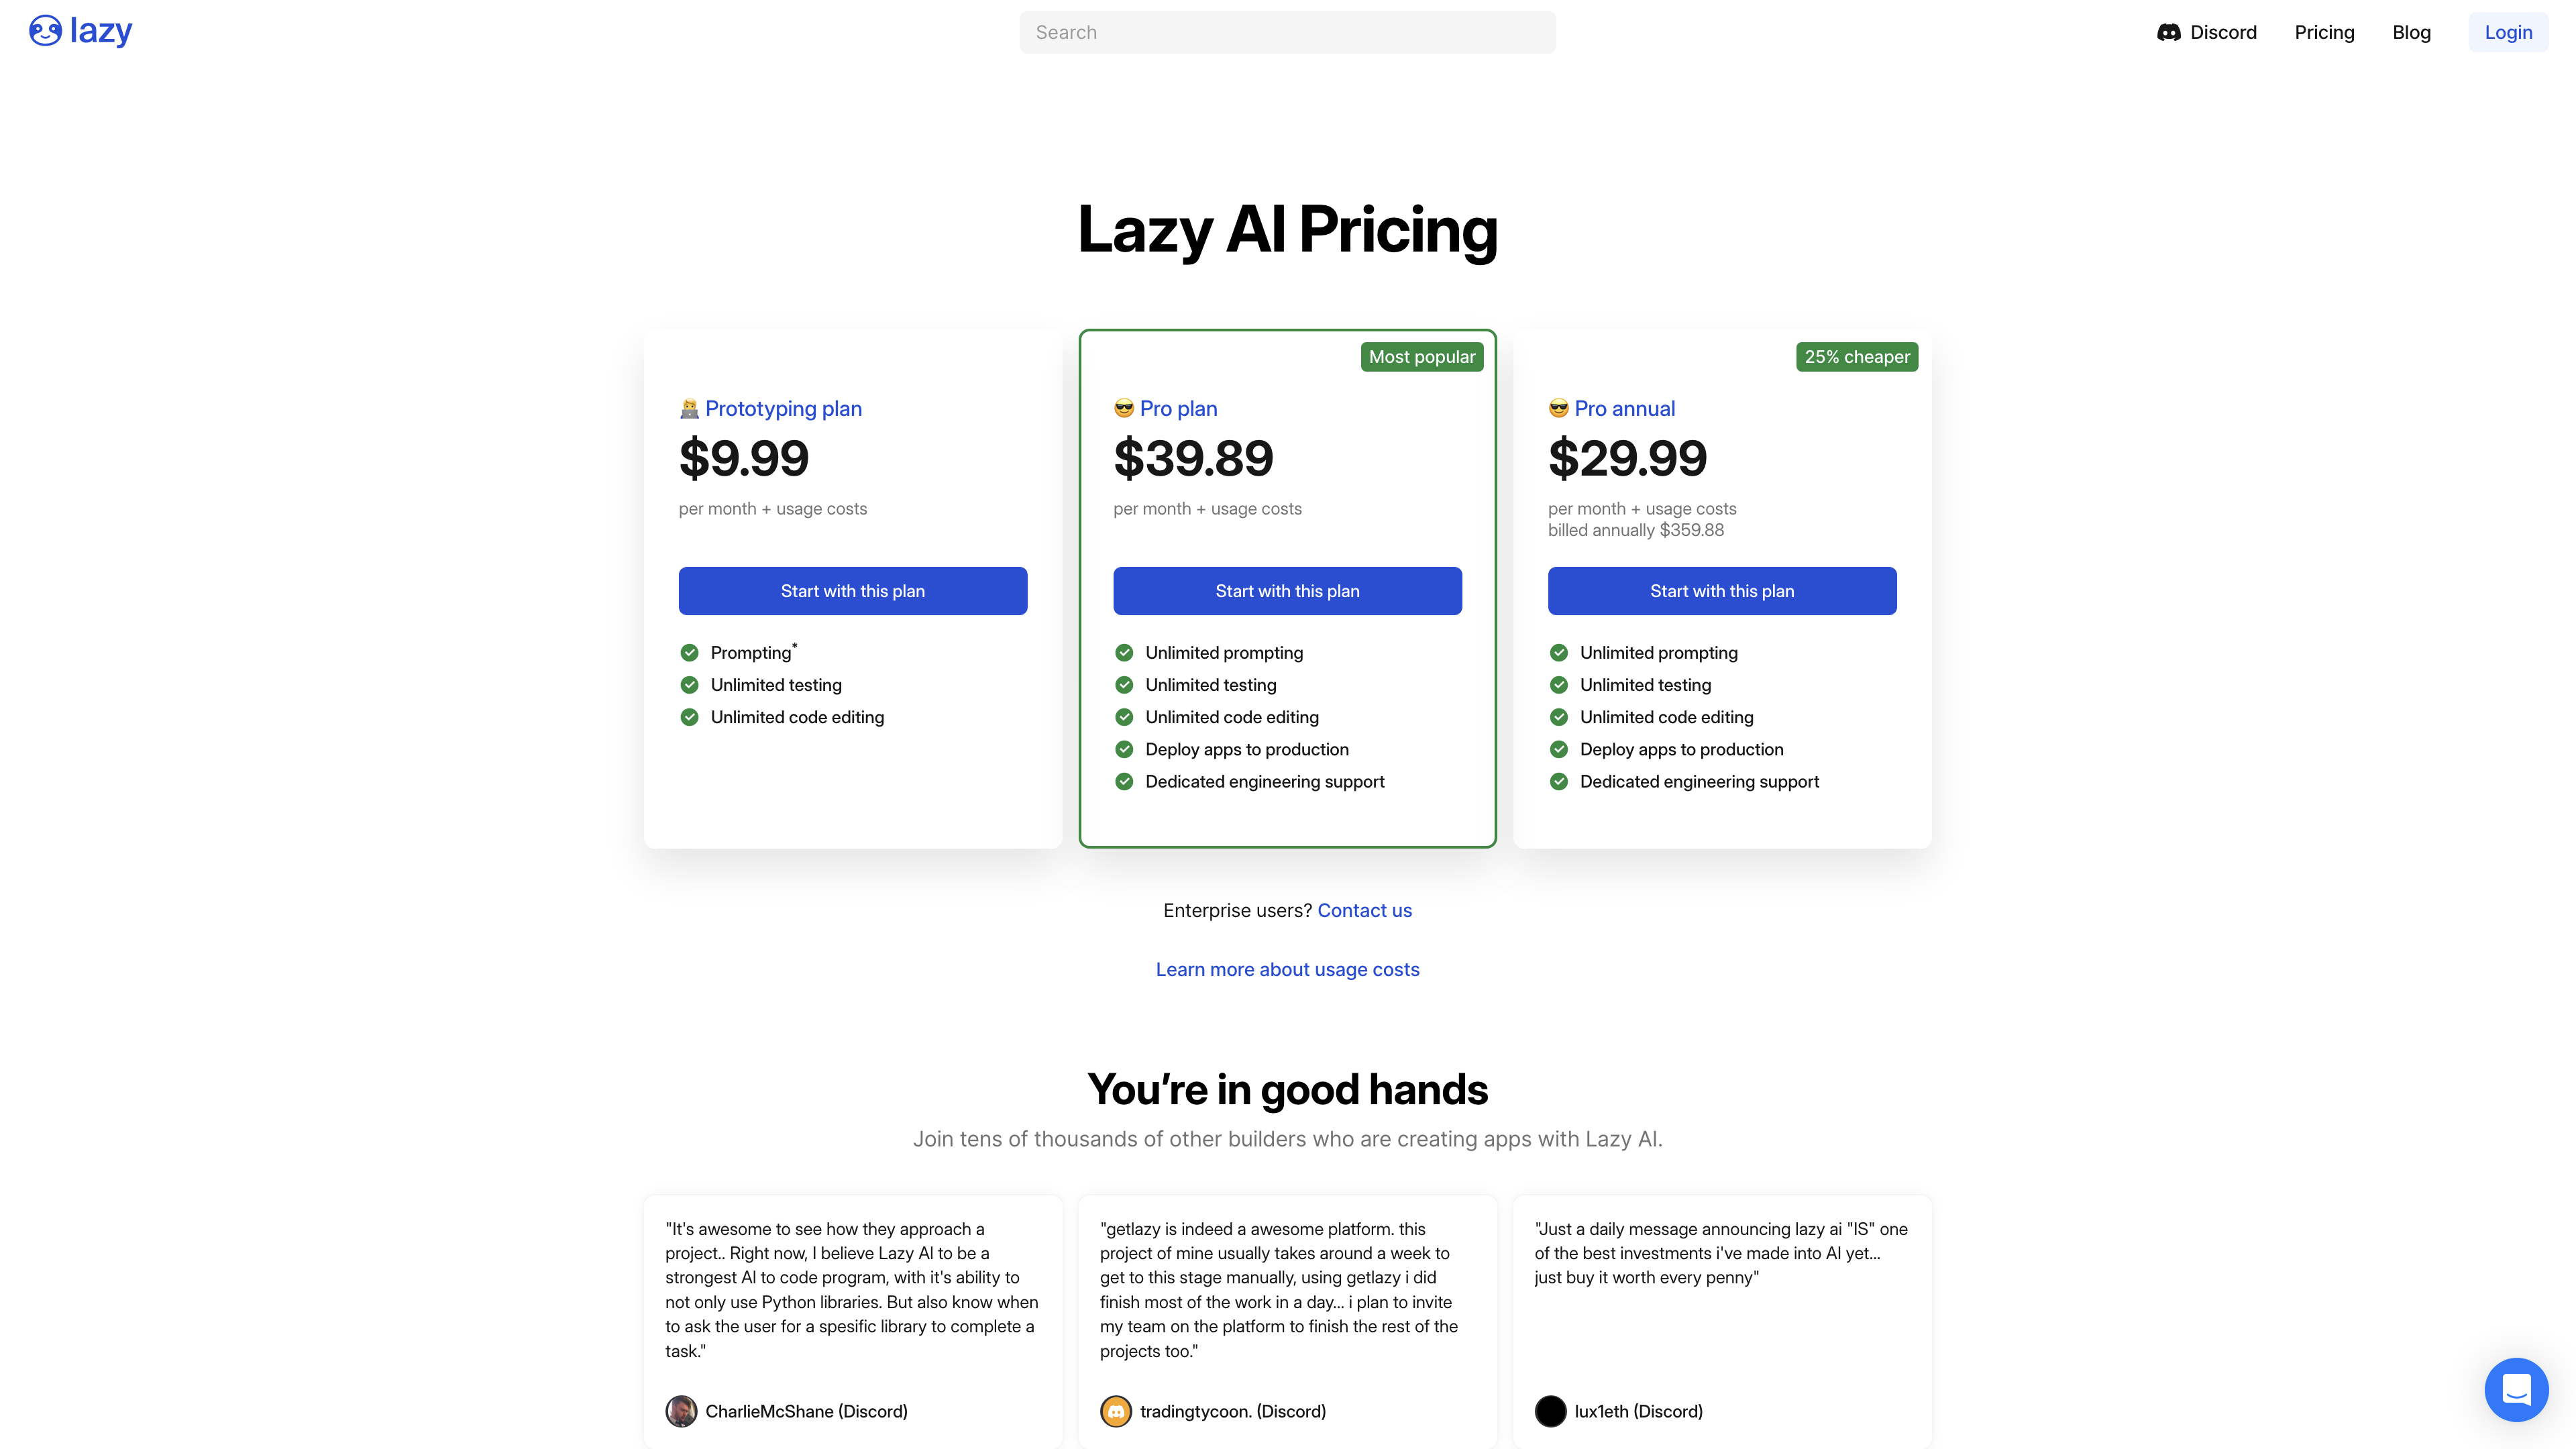 lazy
Search
Discord
Pricing
Blog
Login
Lazy AI Pricing
Prototyping plan
$9.99
per month + usage costs
Start with this plan
Prompting*
Unlimited testing
Unlimited code editing
Most popular
Pro plan
$39.89
per month + usage costs
Start with this plan
Unlimited prompting
Unlimited testing
Unlimited code editing
Deploy apps to production
Dedicated engineering support
25% cheaper
Pro annual
$29.99
per month + usage costs
billed annually $359.88
Start with this plan
Unlimited prompting
Unlimited testing
Unlimited code editing
Deploy apps to production
Dedicated engineering support
Enterprise users? Contact us
Learn more about usage costs
You’re in good hands
Join tens of thousands of other builders who are creating apps with Lazy AI.
"It's awesome to see how they approach a
project.. Right now, I believe Lazy AI to be a
strongest AI to code program, with it's ability to
not only use Python libraries. But also know when
to ask the user for a spesific library to complete a
task."
CharlieMcShane (Discord)
"getlazy is indeed a awesome platform. this
project of mine usually takes around a week to
get to this stage manually, using getlazy i did
finish most of the work in a day... i plan to invite
my team on the platform to finish the rest of the
projects too."
tradingtycoon. (Discord)
"Just a daily message announcing lazy ai "IS" one
of the best investments i've made into AI yet...
just buy it worth every penny"
lux1eth (Discord)